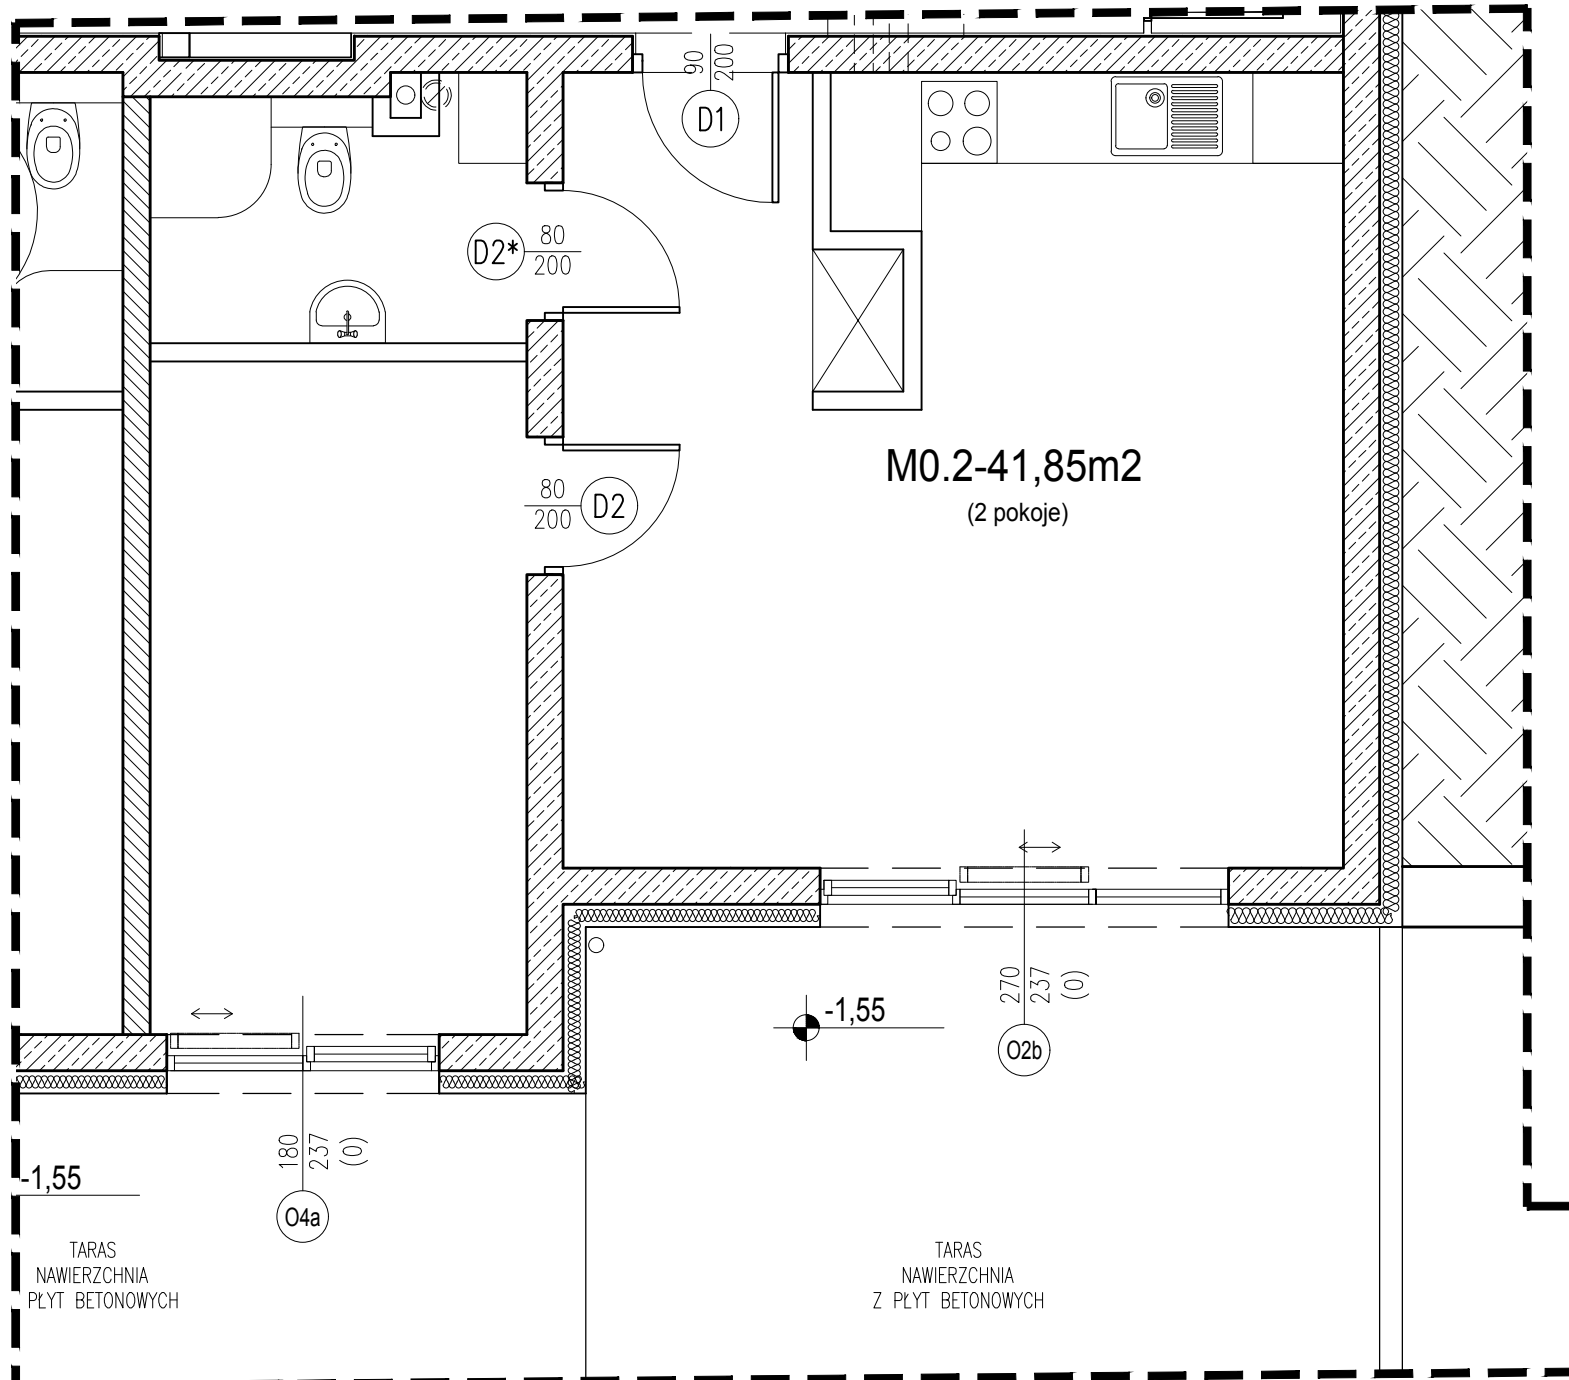 90
200
D1
D2*
80
200
M0.2-41,85m2
(2 pokoje)
80
200
D2
270
237
(0)
-1,55
O2b
180
237
(0)
-1,55
O4a
TARAS
NAWIERZCHNIA
PŁYT BETONOWYCH
TARAS
NAWIERZCHNIA
Z PŁYT BETONOWYCH